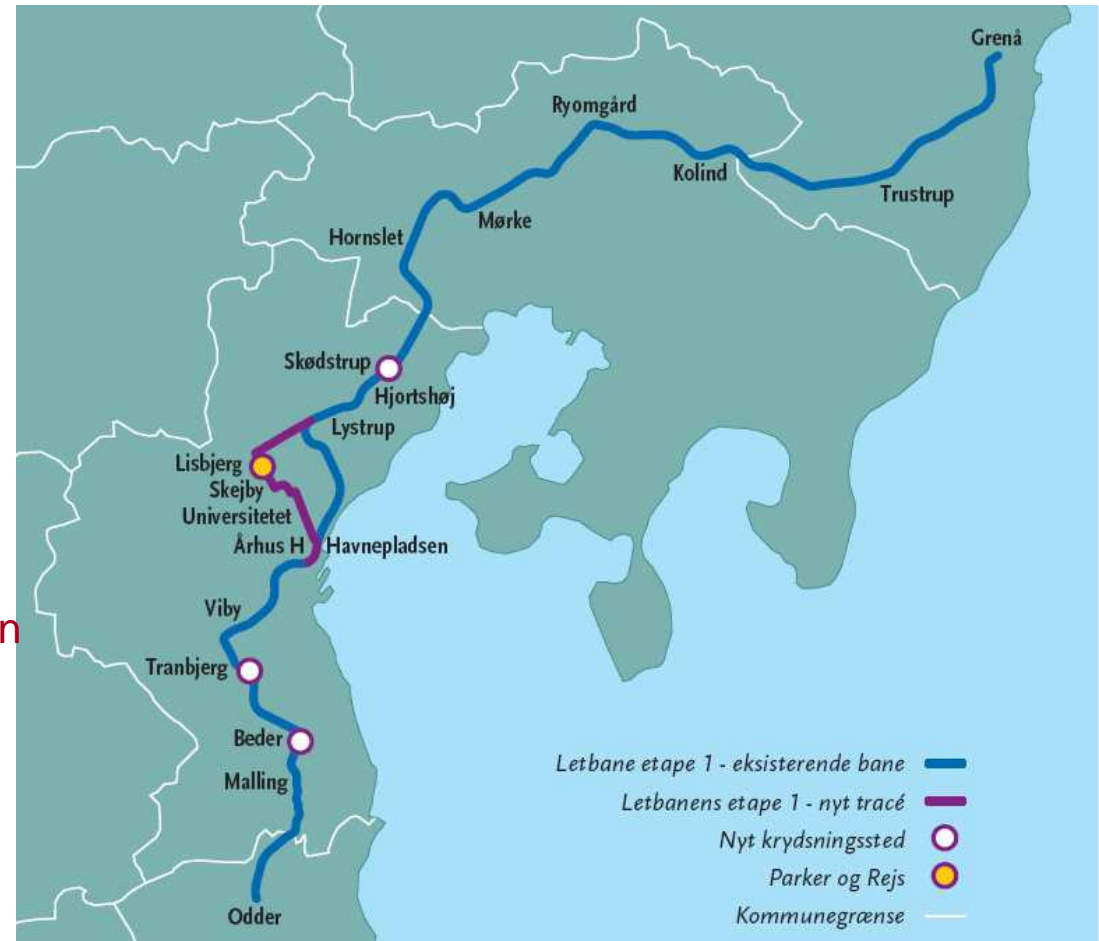 Grenå
Ryomgård
Kolind
Trustrup
Mørke
Hornslet
Skødstrup
Hjortshøj
Lystrup
Lisbjerg
Skejby
Universitetet
Århus H
Havnepladsen
Viby
n
Tranbjerg
Beder
Malling
Odder
Letbane etape 1 - eksisterende bane
Letbanens etape 1 - nyt tracé
Nyt krydsningssted
Parker og Rejs
Kommunegrænse